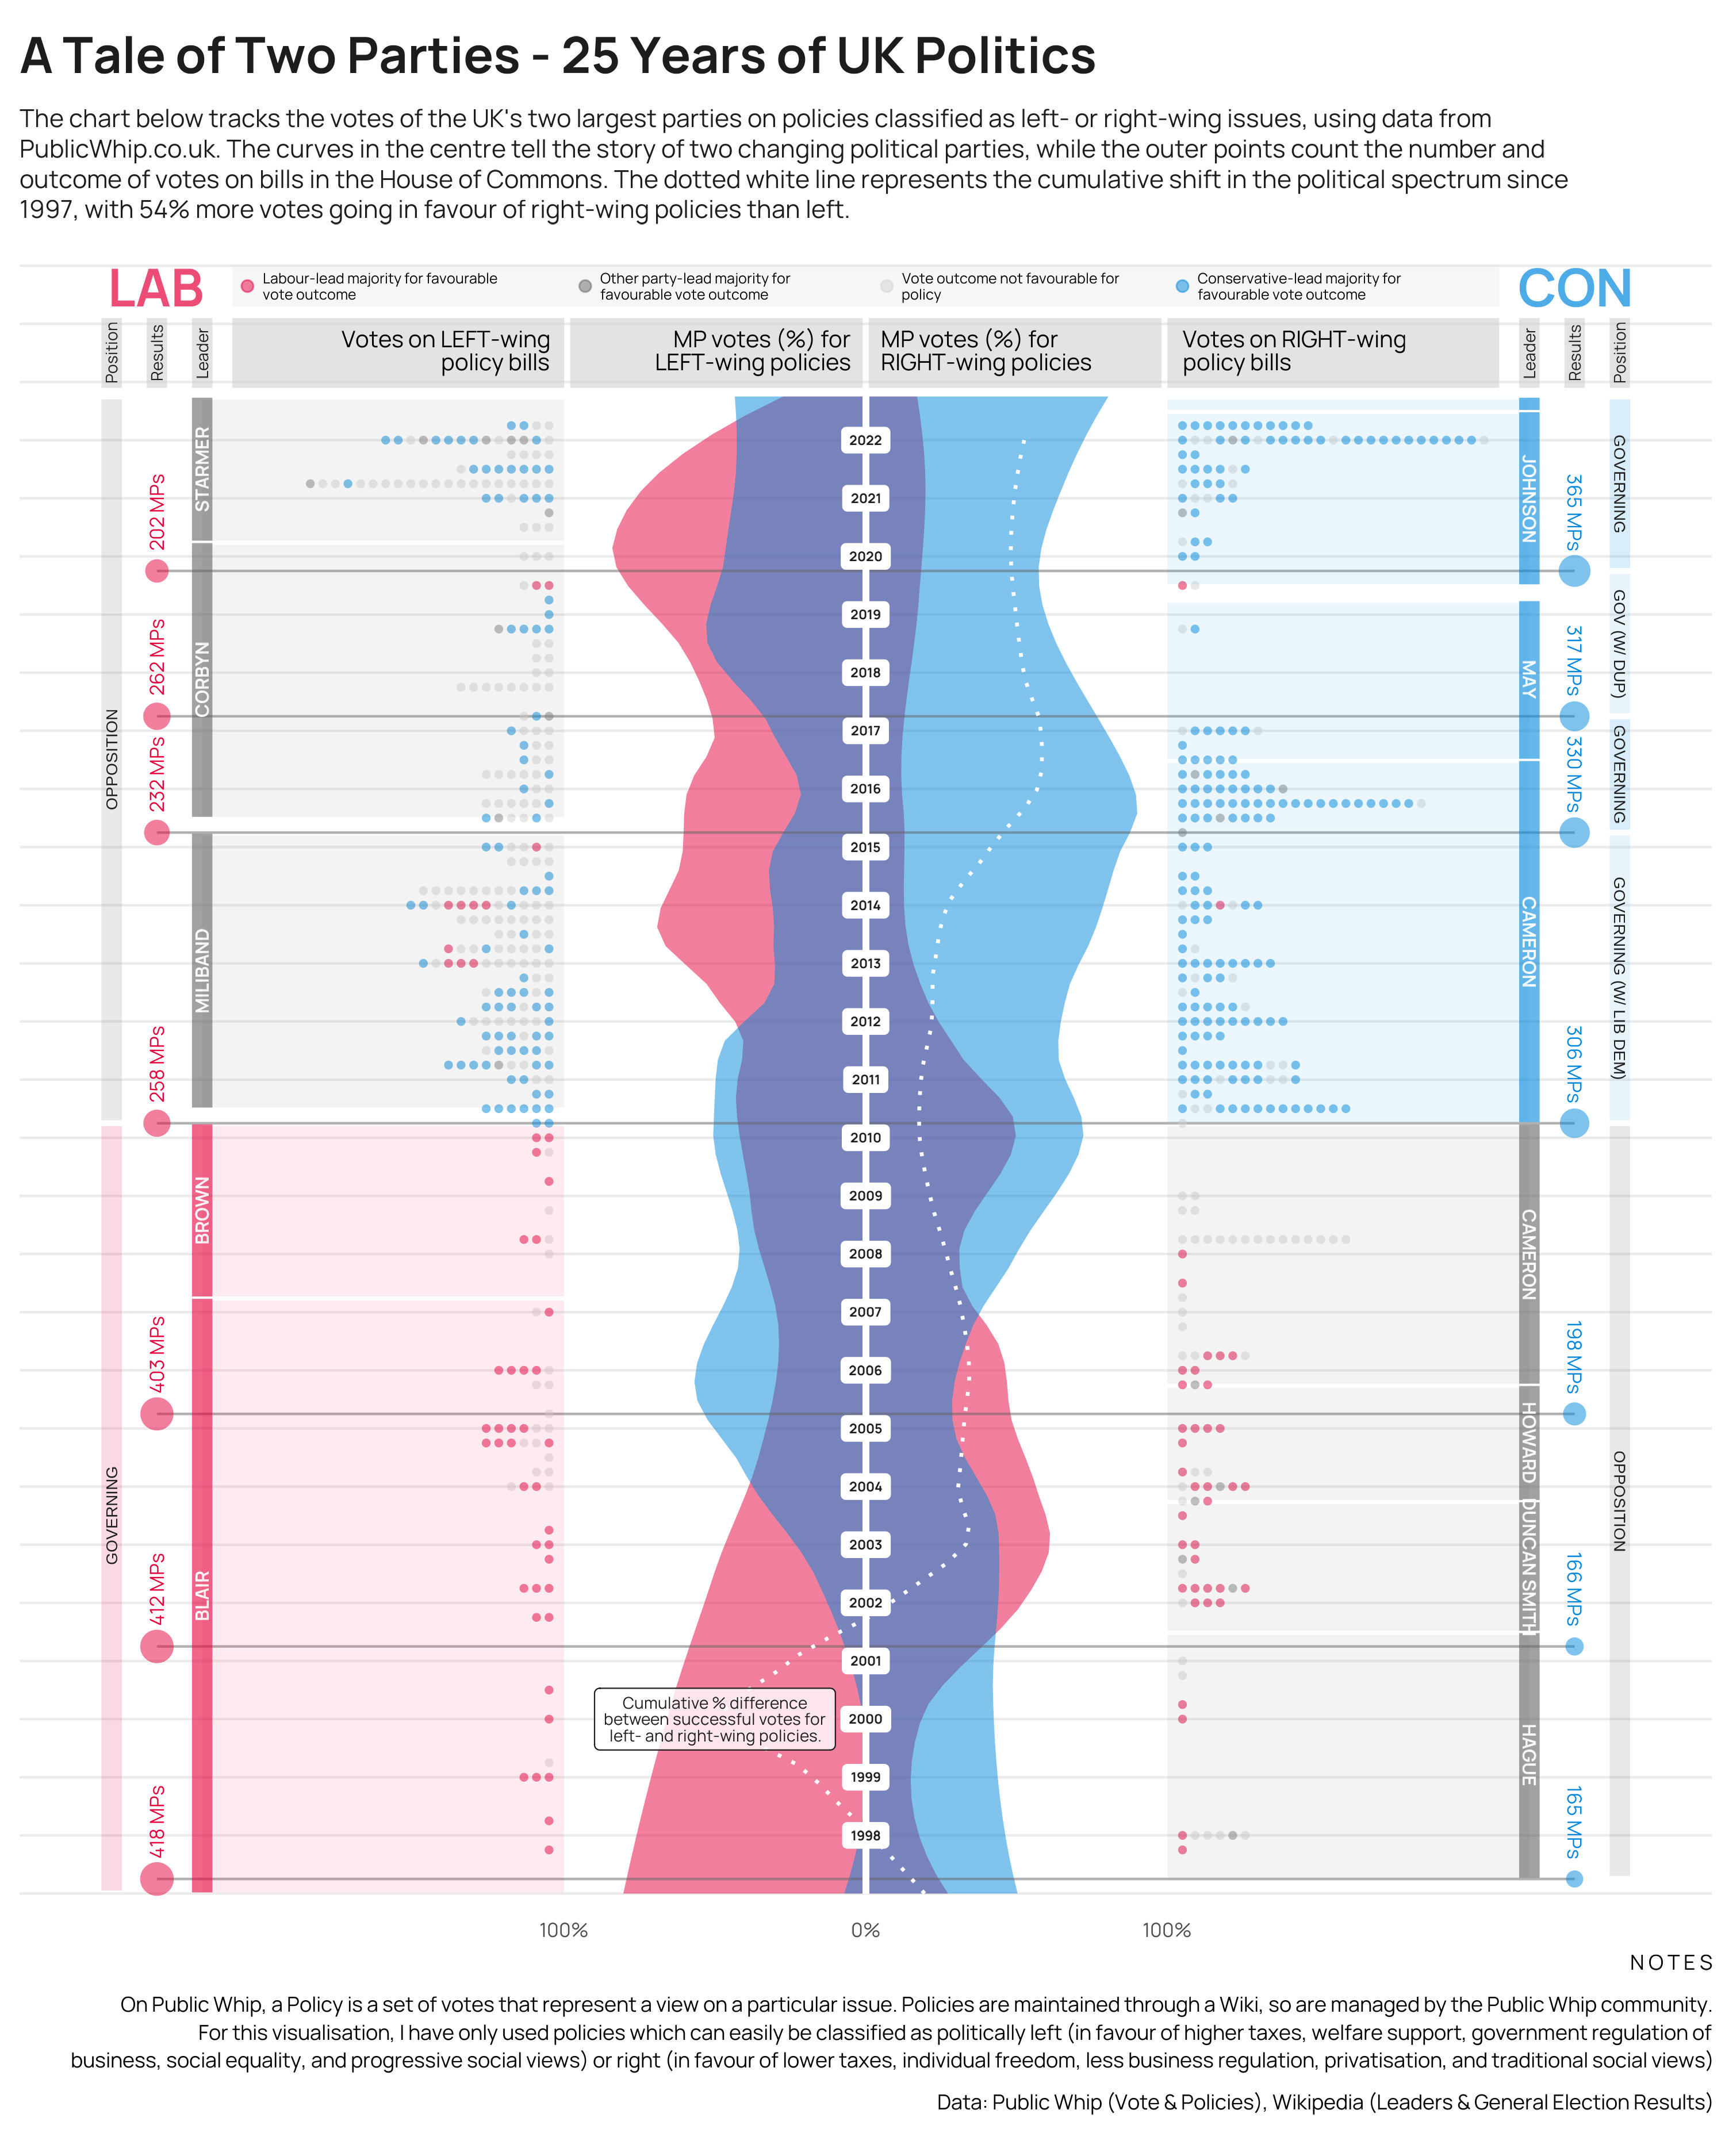 A Tale of Two Parties - 25 Years of UK Politics
The chart below tracks the votes of the UK's two largest parties on policies classified as left- or right-wing issues, using data from
PublicWhip.co.uk. The curves in the centre tell the story of two changing political parties, while the outer points count the number and
outcome of votes on bills in the House of Commons. The dotted white line represents the cumulative shift in the political spectrum since
1997, with 54% more votes going in favour of right-wing policies than left.
LAB
Labour-lead majority for favourable
vote outcome
Other party-lead majority for
favourable vote outcome
Vote outcome not favourable for
policy
Conservative-lead majority for
favourable vote outcome
CON
Position
Results
Leader
Votes on LEFT-wing
policy bills
MP votes (%) for
LEFT-wing policies
MP votes (%) for
RIGHT-wing policies
Votes on RIGHT-wing
policy bills
Leader
Results
Position
OPPOSITION
GOVERNING
202 MPs
262 MPs
232 MPs
258 MPs
403 MPs
412 MPs
418 MPs
STARMER
CORBYN
MILIBAND
BROWN
BLAIR
2022
2021
2020
2019
2018
2017
2016
2015
2014
2013
2012
2011
2010
2009
2008
2007
2006
2005
2004
2003
2002
2001
2000
1999
1998
Cumulative % difference
between successful votes for
left- and right-wing policies.
JOHNSON
MAY
CAMERON
CAMERON
HOWARD
DUNCAN SMITH
HAGUE
365 MPs
317 MPs
330 MPs
306 MPs
198 MPs
166 MPs
165 MPs
GOVERNING
GOV (W/ DUP)
GOVERNING
GOVERNING (W/ LIB DEM)
OPPOSITION
100%
0%
100%
NOTES
On Public Whip, a Policy is a set of votes that represent a view on a particular issue. Policies are maintained through a Wiki, so are managed by the Public Whip community.
For this visualisation, I have only used policies which can easily be classified as politically left (in favour of higher taxes, welfare support, government regulation of
business, social equality, and progressive social views) or right (in favour of lower taxes, individual freedom, less business regulation, privatisation, and traditional social views)
Data: Public Whip (Vote & Policies), Wikipedia (Leaders & General Election Results)